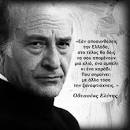 «Εάν αποσυνθέσεις
την Ελλάδα,
στο τέλος θα δεις
να σου απομένουν
μια ελιά, ένα αμπέλι
κι ένα καράβι.
Που σημαίνει:
με άλλα τόσα
την ξαναφτιάχνεις.»
Οδυσσέας Ελύτης